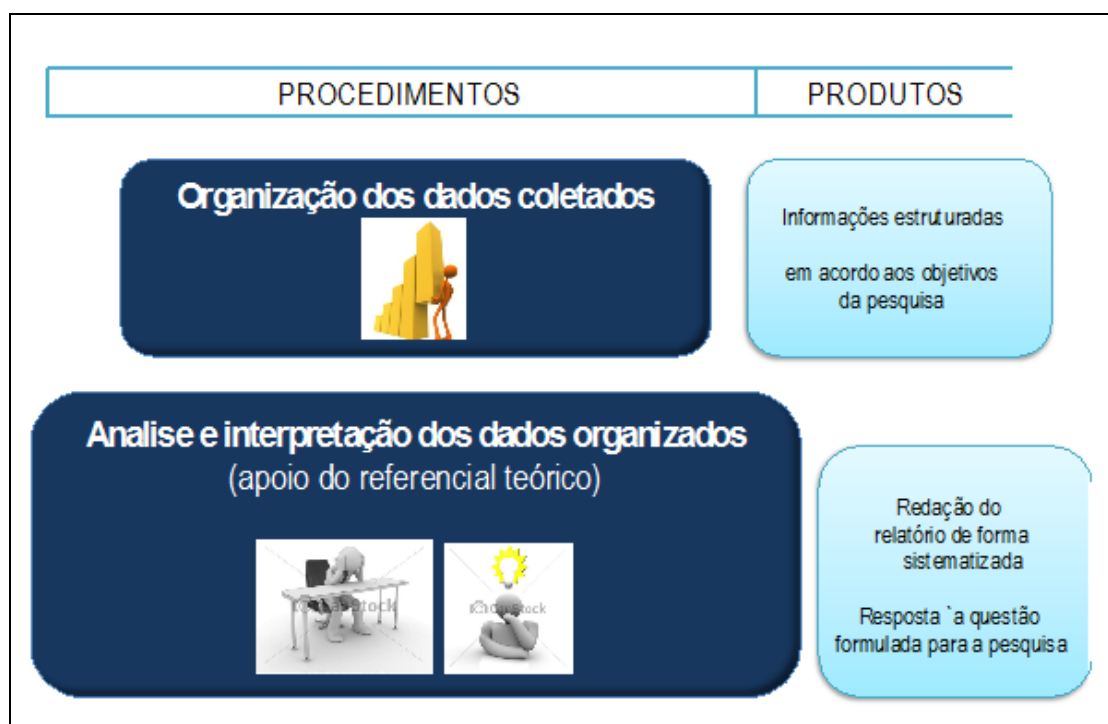 PROCEDIMENTOS
PRODUTOS
Organização dos dados coletados
Informações estruturadas
em acordo aos objetivos
da pesquisa
Analise e interpretação dos dados organizados
(apoio do referencial teórico)
Redação do
relatório de forma
sistematizada
Resposta `a questão
formulada para a pesquisa